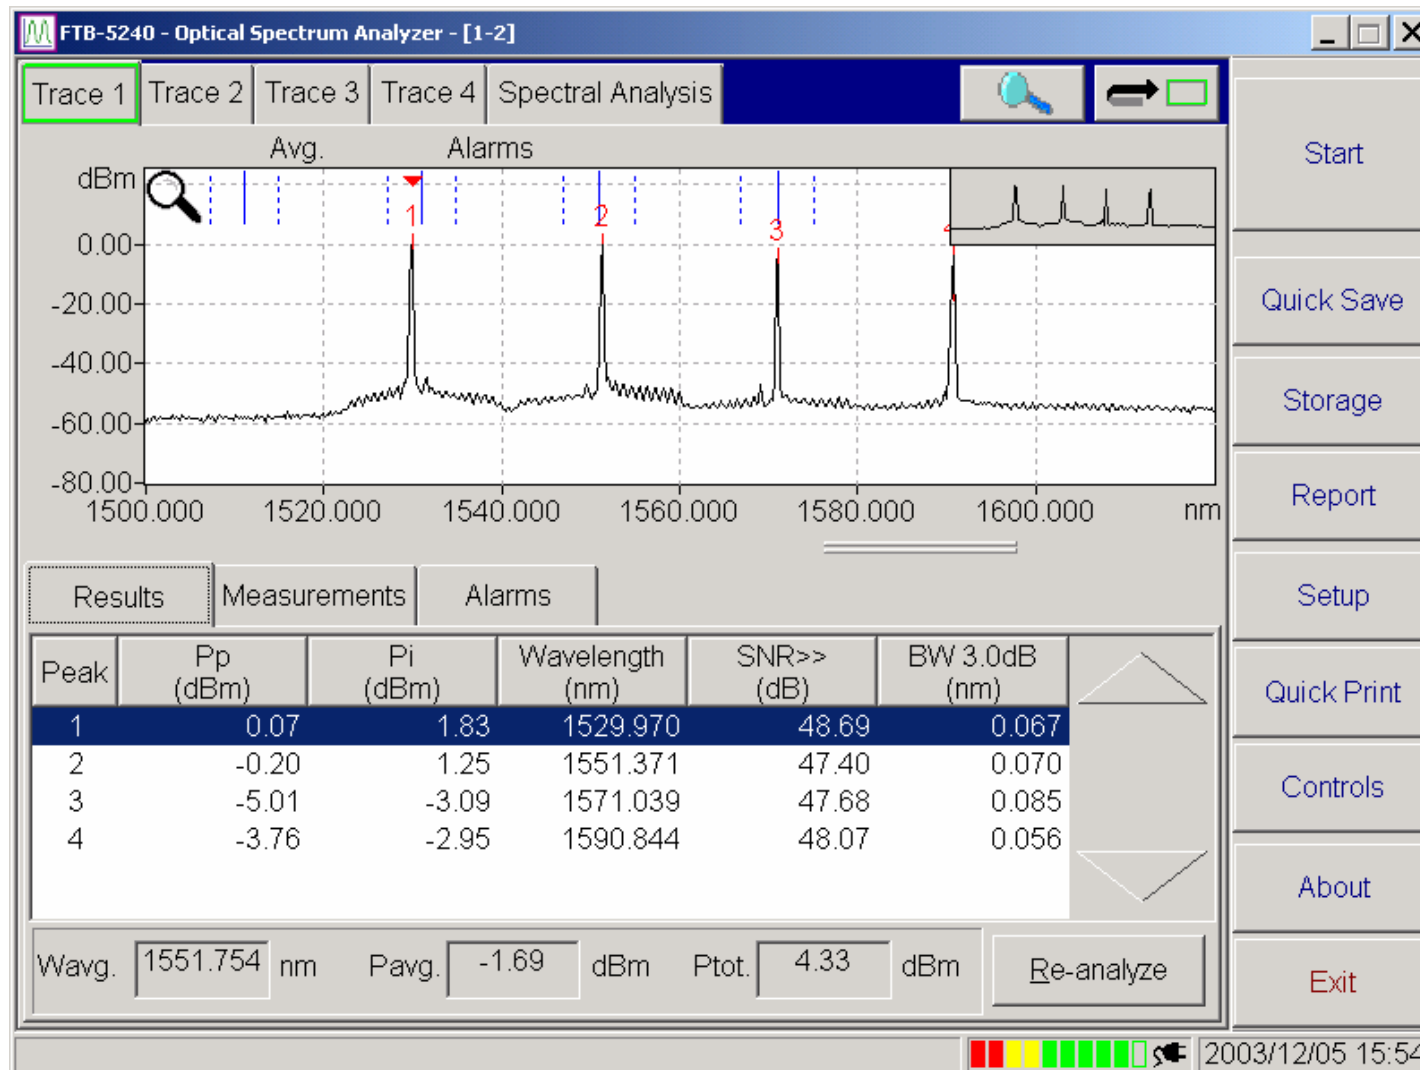 FTB-5240 - Optical Spectrum Analyzer - [1-2]
Trace 1 Trace 2 Trace 3 Trace 4 Spectral Analysis
Avg. Alarms
dBm
1 2 3 4
0.00
-20.00
-40.00
-60.00
-80.00
1500.000 1520.000 1540.000 1560.000 1580.000 1600.000 nm
Results Measurements Alarms
Peak Pp (dBm) Pi (dBm) Wavelength (nm) SNR>> (dB) BW 3.0dB (nm)
1 0.07 1.83 1529.970 48.69 0.067
2 -0.20 1.25 1551.371 47.40 0.070
3 -5.01 -3.09 1571.039 47.68 0.085
4 -3.76 -2.95 1590.844 48.07 0.056
Wavg. 1551.754 nm Pavg. -1.69 dBm Ptot. 4.33 dBm Re-analyze
Start
Quick Save
Storage
Report
Setup
Quick Print
Controls
About
Exit
2003/12/05 15:54